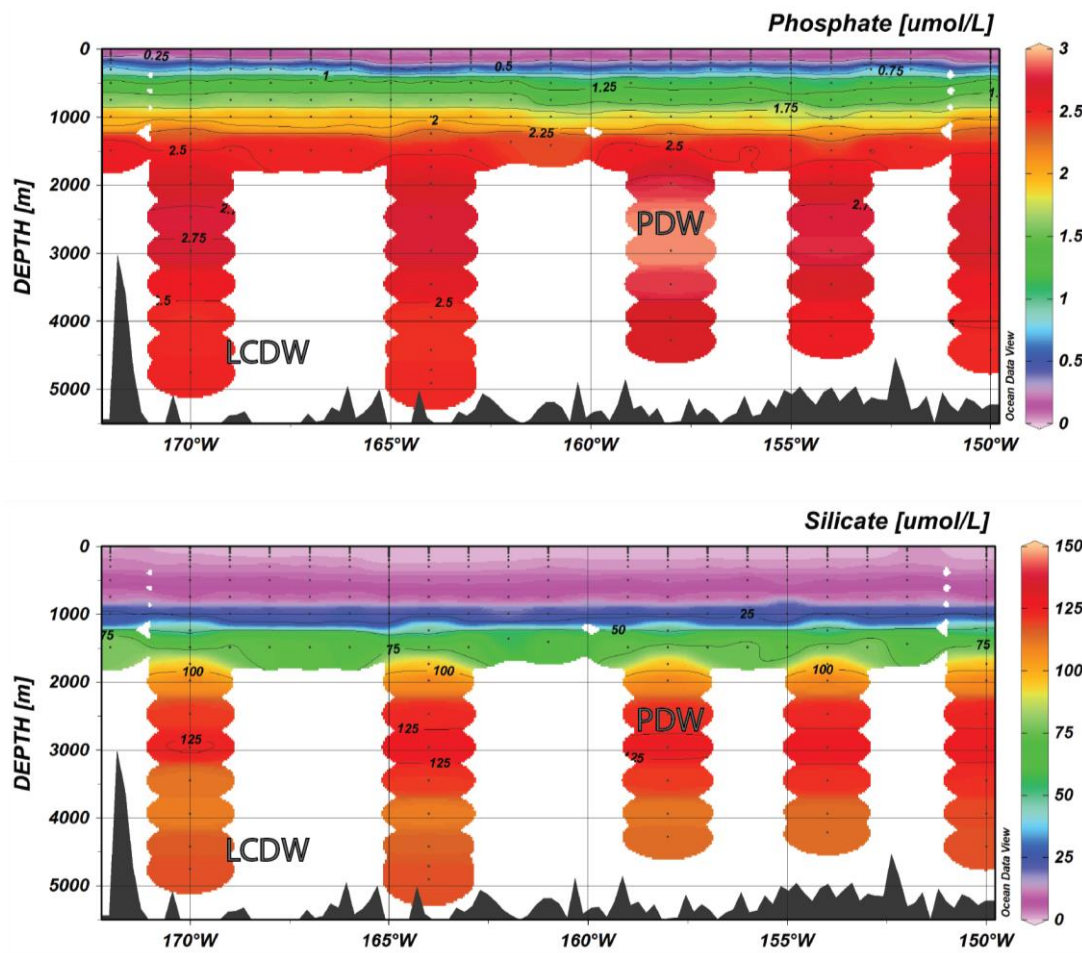 Phosphate [umol/L]
0
1000
2000
3000
4000
5000
DEPTH [m]
0.25
1
0.5
0.75
1.25
1.75
2
2.25
2.5
2.5
2.75
2.5
2.5
PDW
LCDW
170°W
165°W
160°W
155°W
150°W
3
2.5
2
1.5
1
0.5
0
Ocean Data View
Silicate [umol/L]
0
1000
2000
3000
4000
5000
DEPTH [m]
25
50
75
75
75
100
100
100
125
125
125
PDW
LCDW
170°W
165°W
160°W
155°W
150°W
150
125
100
75
50
25
0
Ocean Data View